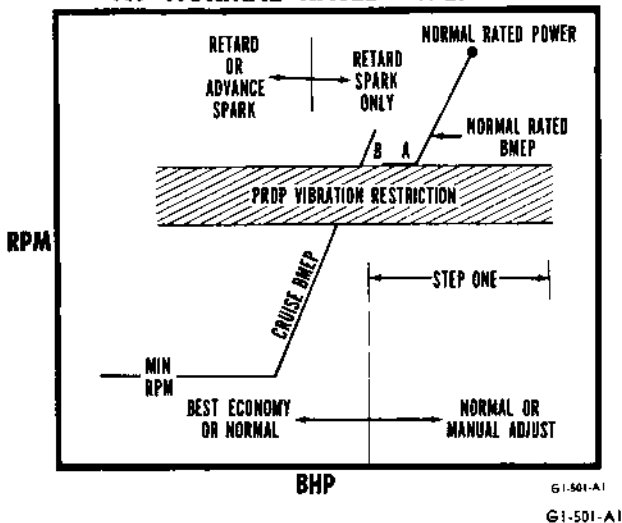 NORMAL RATED POWER
RETARD
OR
ADVANCE
SPARK
RETARD
SPARK
ONLY
NORMAL RATED
BMEP
B A
PROP VIBRATION RESTRICTION
RPM
CRUISE BMEP
STEP ONE
MIN
RPM
BEST ECONOMY
OR NORMAL
NORMAL OR
MANUAL ADJUST
BHP
G1-501-A1
G1-501-A1